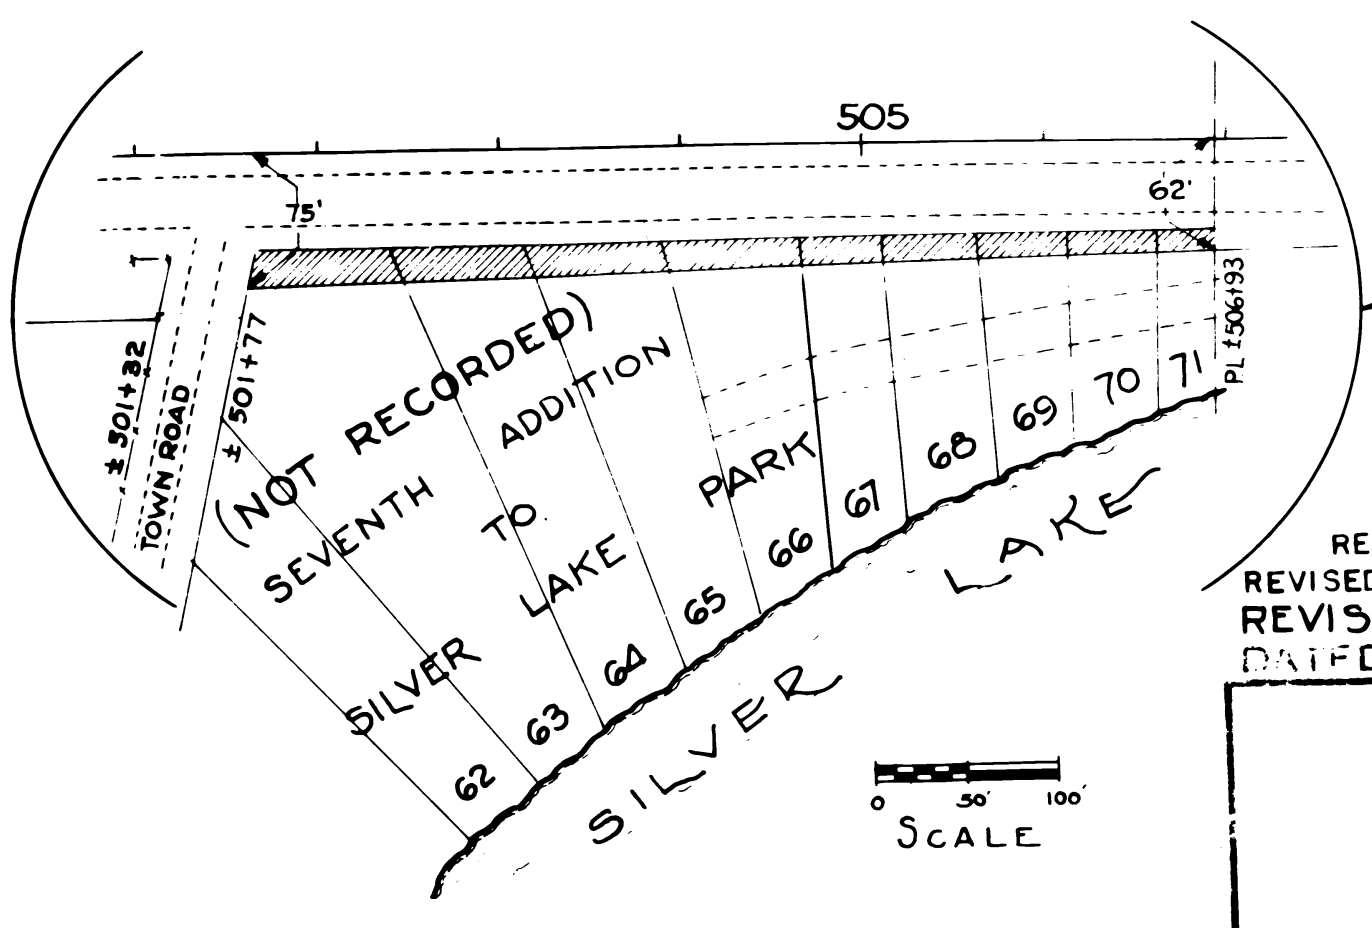 505
75'
62'
± 501+32
TOWN ROAD
± 501+77
PL ± 506+93
(NOT RECORDED)
SEVENTH ADDITION
TO
SILVER LAKE PARK
62
63
64
65
66
67
68
69
70
71
SILVER LAKE
0 50' 100'
SCALE
RE
REVISED
REVIS
DATED